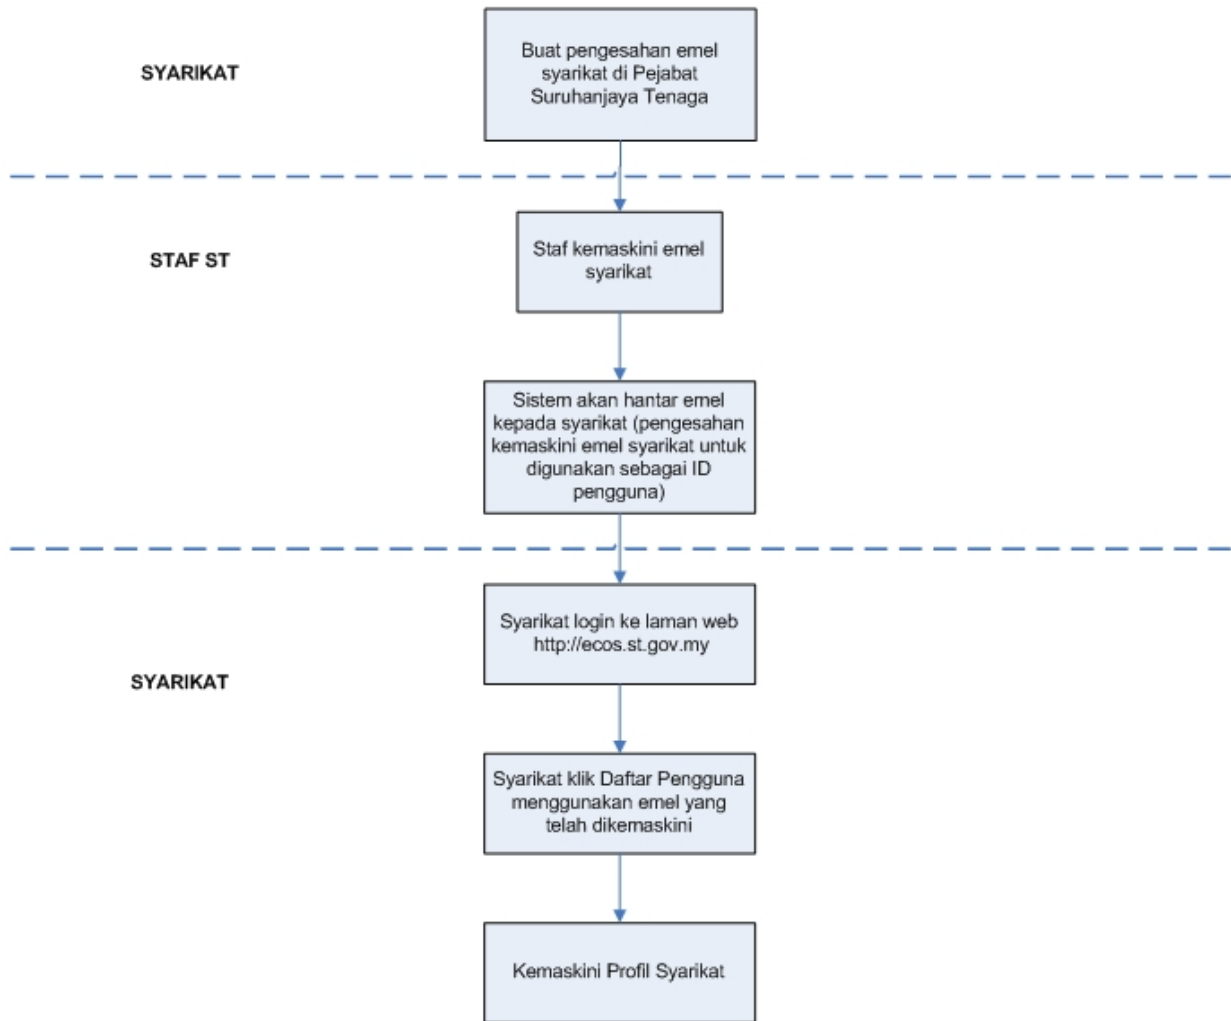 SYARIKAT
Buat pengesahan emel
syarikat di Pejabat
Suruhanjaya Tenaga
STAF ST
Staf kemaskini emel
syarikat
Sistem akan hantar emel
kepada syarikat (pengesahan
kemaskini emel syarikat untuk
digunakan sebagai ID
pengguna)
SYARIKAT
Syarikat login ke laman web
http://ecos.st.gov.my
Syarikat klik Daftar Pengguna
menggunakan emel yang
telah dikemaskini
Kemaskini Profil Syarikat